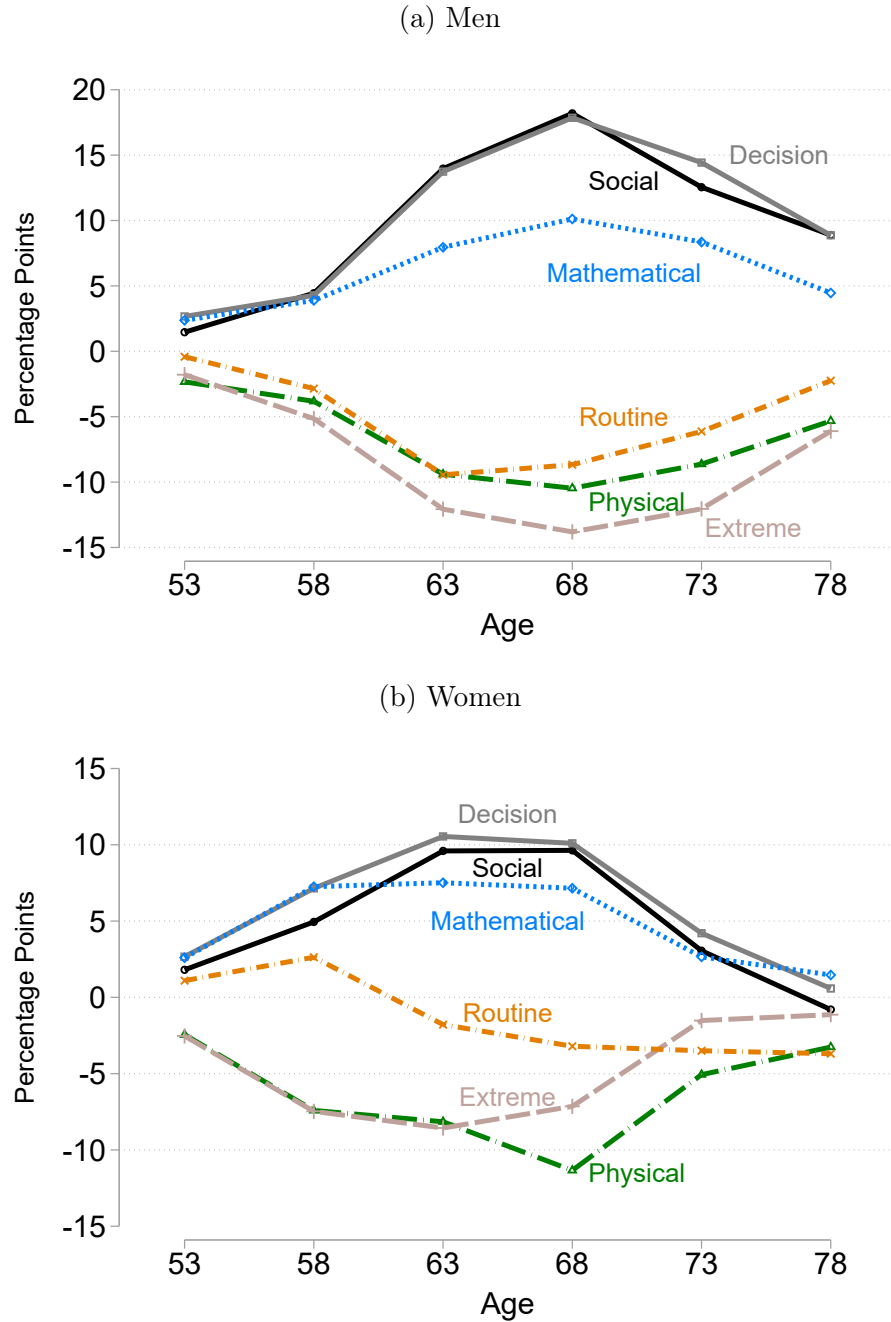 (a) Men
Percentage Points
20
15
10
5
0
-5
-10
-15
Decision
Social
Mathematical
Routine
Physical
Extreme
53 58 63 68 73 78
Age
(b) Women
Percentage Points
15
10
5
0
-5
-10
-15
Decision
Social
Mathematical
Routine
Extreme
Physical
53 58 63 68 73 78
Age